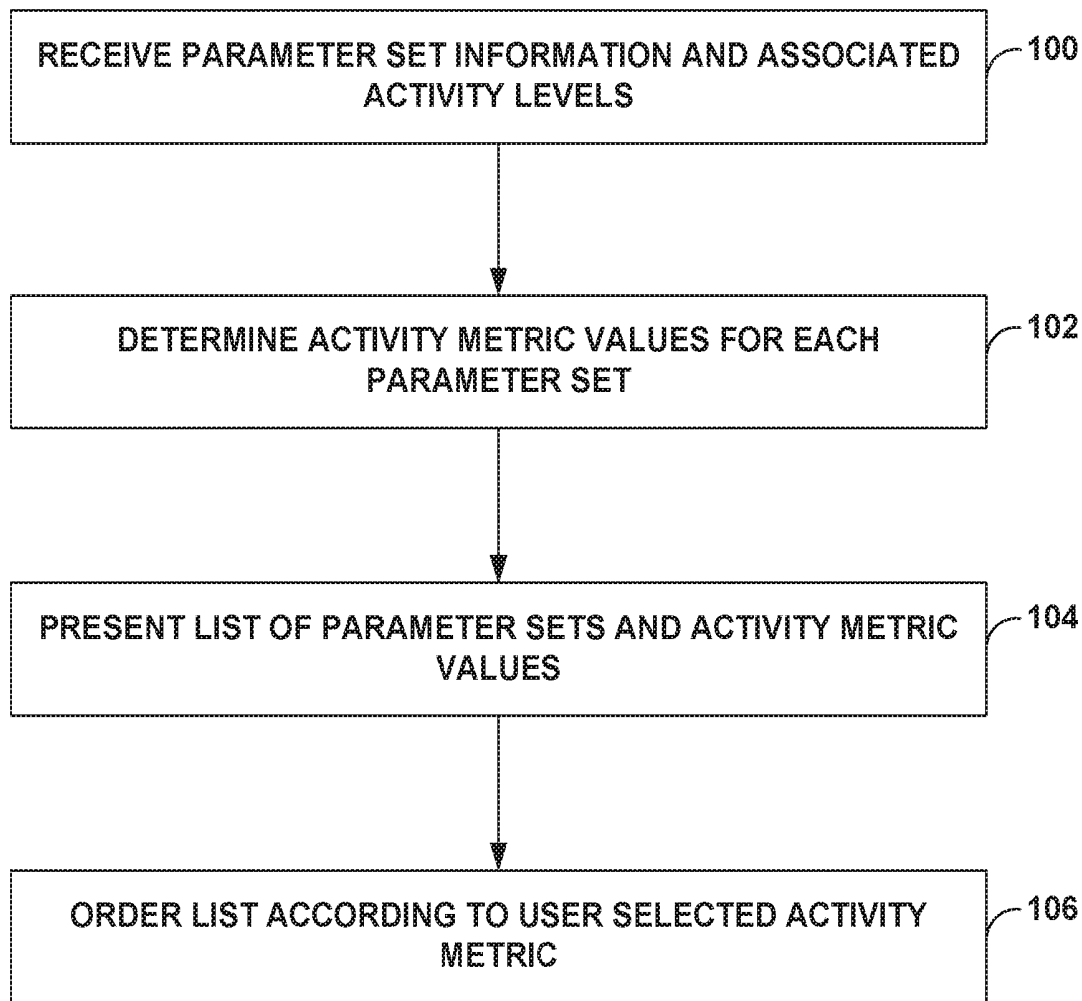 RECEIVE PARAMETER SET INFORMATION AND ASSOCIATED
ACTIVITY LEVELS
100
DETERMINE ACTIVITY METRIC VALUES FOR EACH
PARAMETER SET
102
PRESENT LIST OF PARAMETER SETS AND ACTIVITY METRIC
VALUES
104
ORDER LIST ACCORDING TO USER SELECTED ACTIVITY
METRIC
106